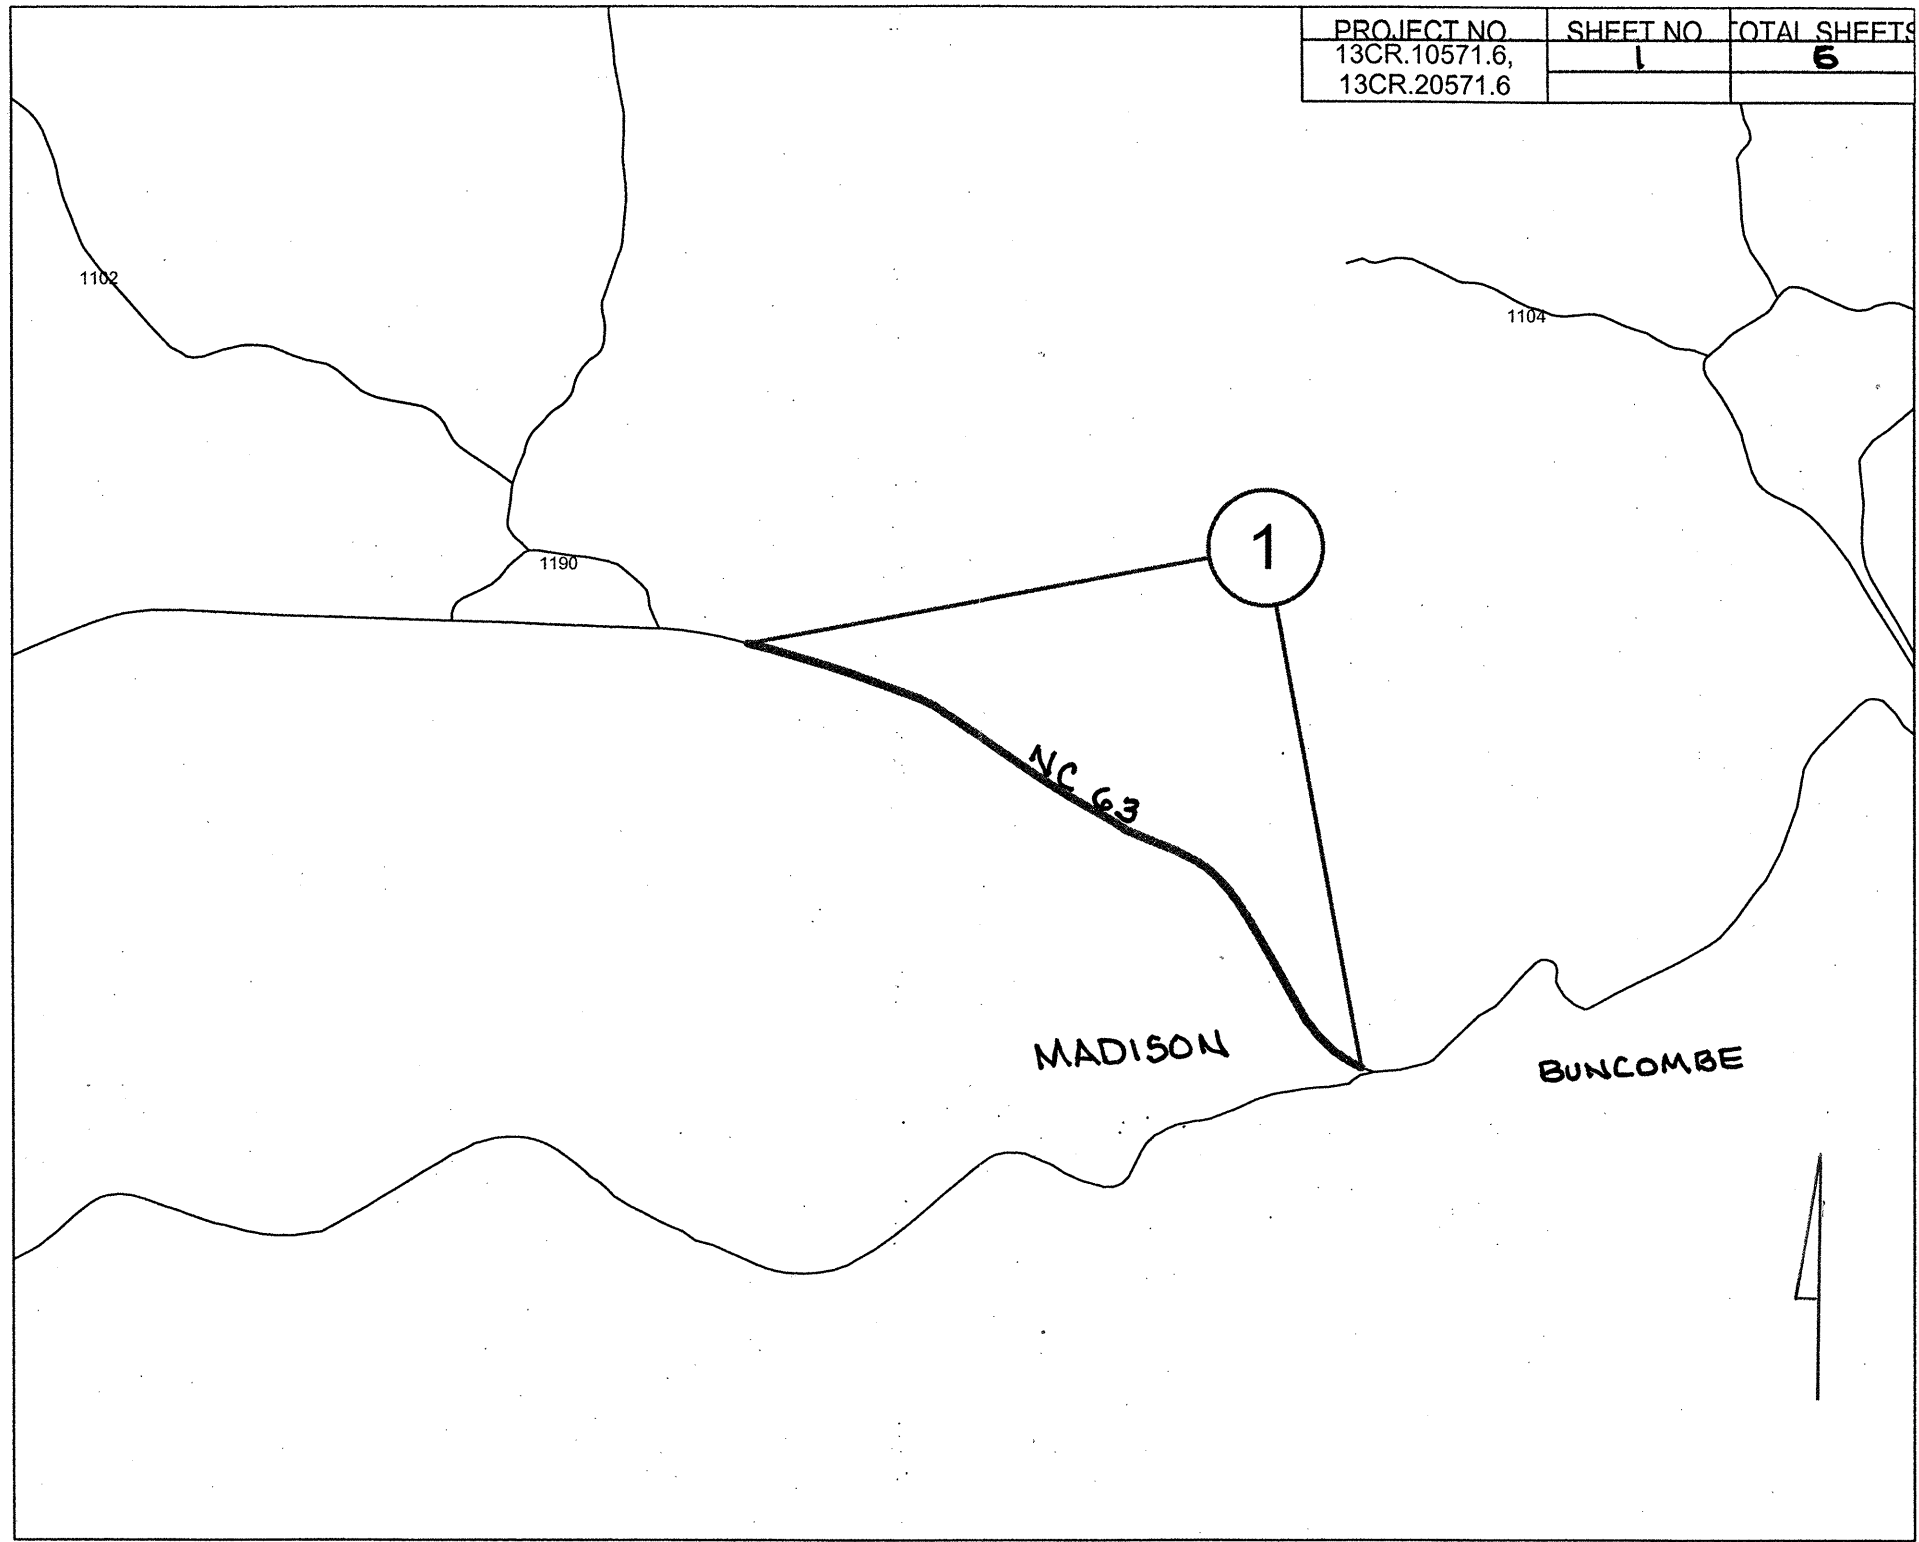 PROJECT NO SHEET NO TOTAL SHEETS
13CR.10571.6, 1 5
13CR.20571.6
1102
1104
1
1190
NC 63
MADISON
BUNCOMBE